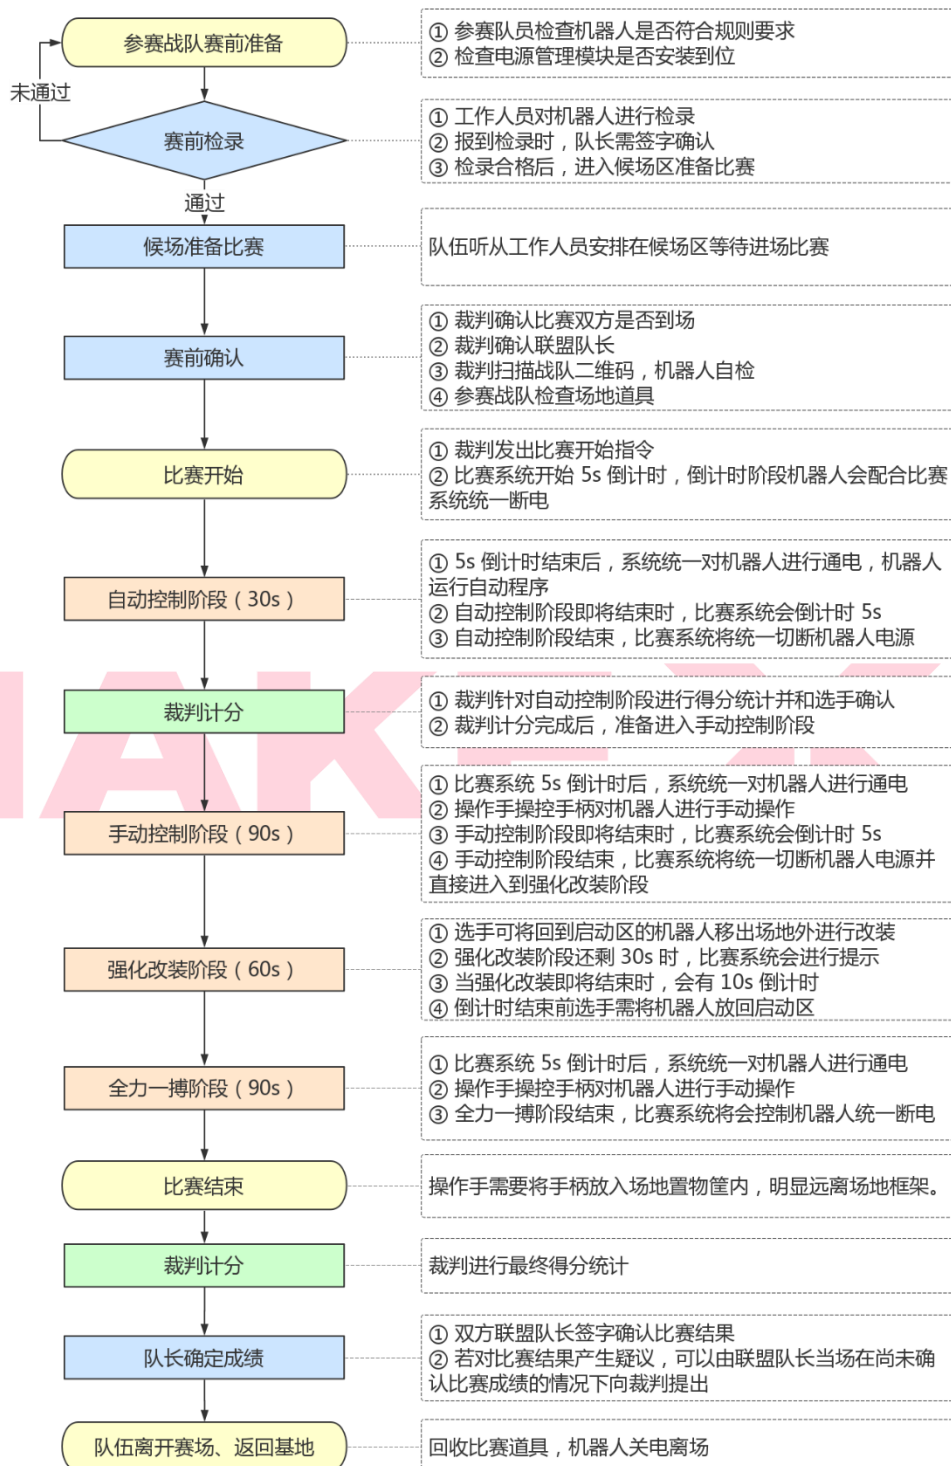 参赛战队赛前准备
① 参赛队员检查机器人是否符合规则要求
② 检查电源管理模块是否安装到位
未通过
赛前检录
① 工作人员对机器人进行检录
② 报到检录时，队长需签字确认
③ 检录合格后，进入候场区准备比赛
通过
候场准备比赛
队伍听从工作人员安排在候场区等待进场比赛
赛前确认
① 裁判确认比赛双方是否到场
② 裁判确认联盟队长
③ 裁判扫描战队二维码，机器人自检
④ 参赛战队检查场地道具
比赛开始
① 裁判发出比赛开始指令
② 比赛系统开始 5s 倒计时，倒计时阶段机器人会配合比赛
系统统一断电
自动控制阶段（30s）
① 5s 倒计时结束后，系统统一对机器人进行通电，机器人
运行自动程序
② 自动控制阶段即将结束时，比赛系统会倒计时 5s
③ 自动控制阶段结束，比赛系统将统一切断机器人电源
裁判计分
① 裁判针对自动控制阶段进行得分统计并和选手确认
② 裁判计分完成后，准备进入手动控制阶段
手动控制阶段（90s）
① 比赛系统 5s 倒计时后，系统统一对机器人进行通电
② 操作手操控手柄对机器人进行手动操作
③ 手动控制阶段即将结束时，比赛系统会倒计时 5s
④ 手动控制阶段结束，比赛系统将统一切断机器人电源并
直接进入到强化改装阶段
强化改装阶段（60s）
① 选手可将回到启动区的机器人移出场地外进行改装
② 强化改装阶段还剩 30s 时，比赛系统会进行提示
③ 当强化改装即将结束时，会有 10s 倒计时
④ 倒计时结束前选手需将机器人放回启动区
全力一搏阶段（90s）
① 比赛系统 5s 倒计时后，系统统一对机器人进行通电
② 操作手操控手柄对机器人进行手动操作
③ 全力一搏阶段结束，比赛系统将会控制机器人统一断电
比赛结束
操作手需要将手柄放入场地置物筐内，明显远离场地框架。
裁判计分
裁判进行最终得分统计
队长确定成绩
① 双方联盟队长签字确认比赛结果
② 若对比赛结果产生疑议，可以由联盟队长当场在尚未确
认比赛成绩的情况下向裁判提出
队伍离开赛场、返回基地
回收比赛道具，机器人关电离场
MAKEX